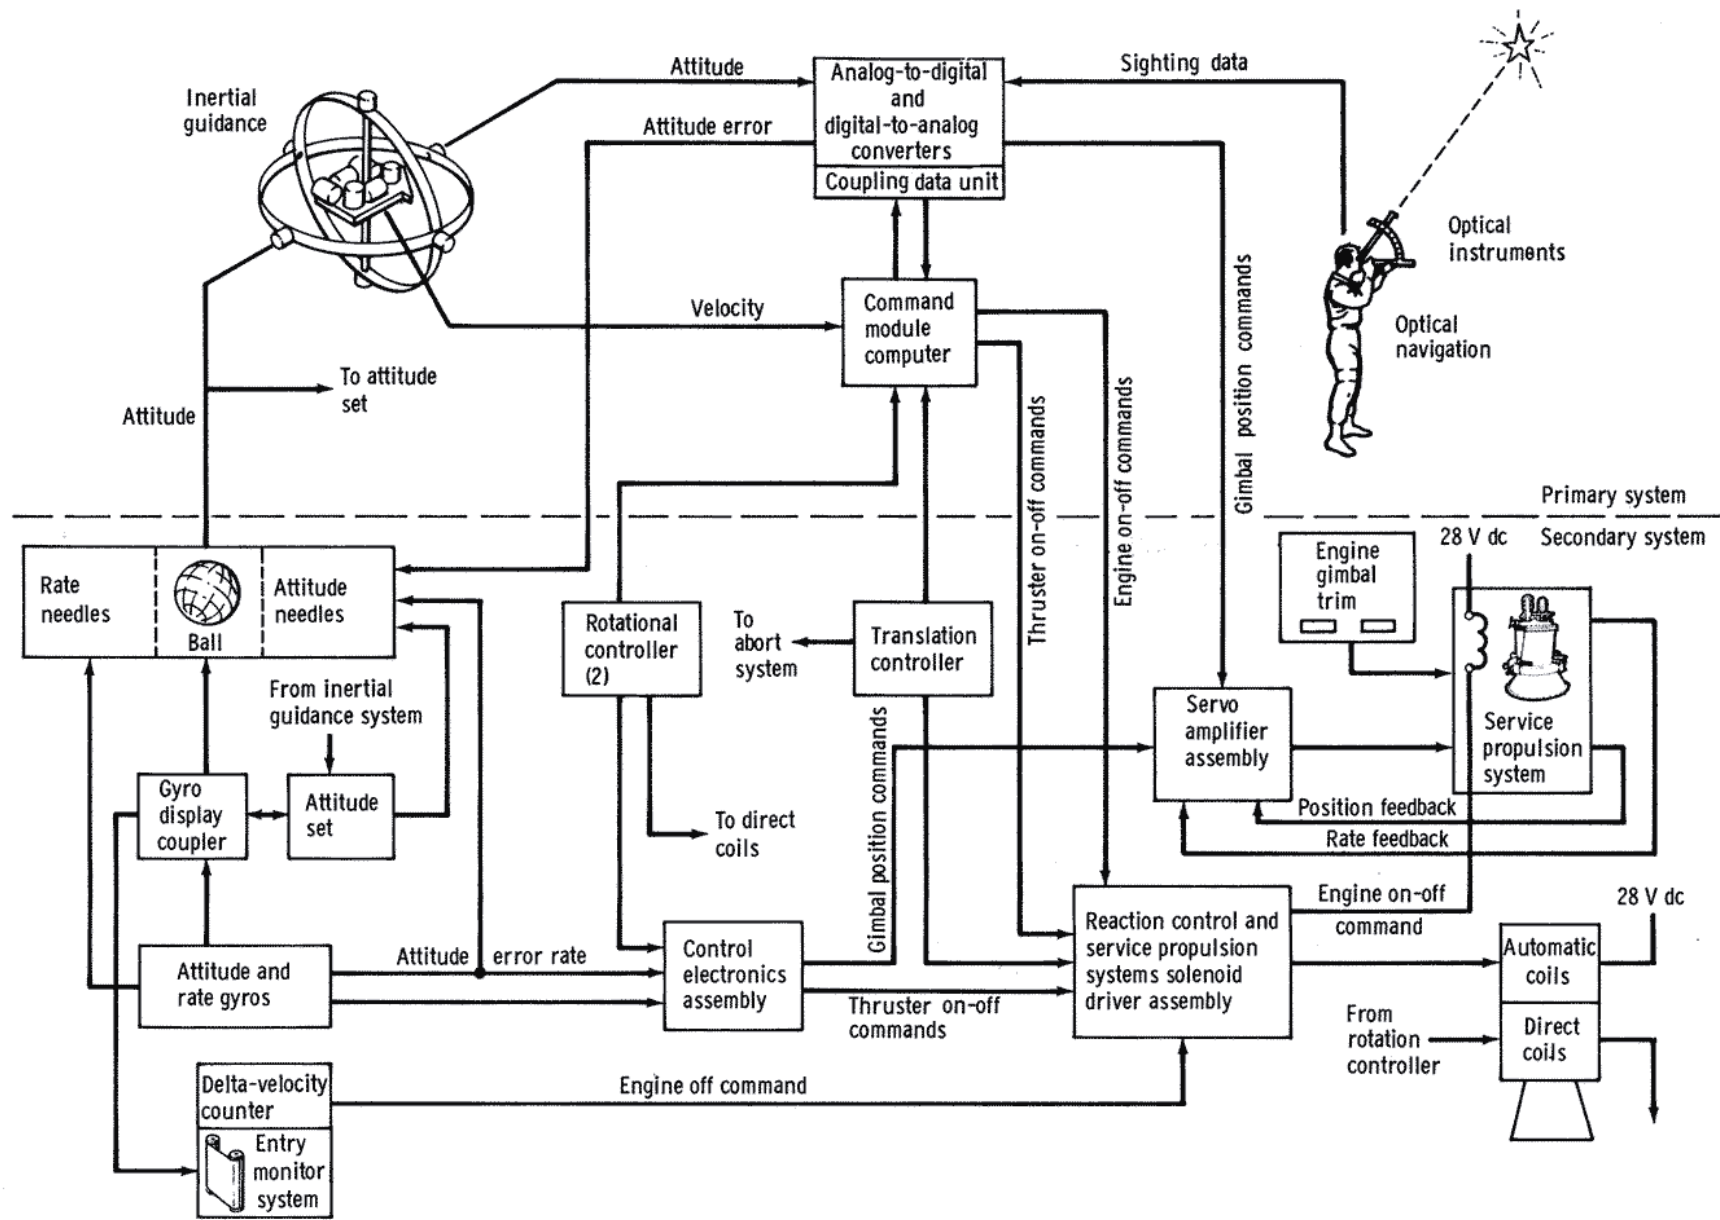 Inertial
guidance
Attitude
Attitude error
Analog-to-digital
and
digital-to-analog
converters
Coupling data unit
Sighting data
Optical
instruments
Optical
navigation
Velocity
Command
module
computer
To attitude
set
Attitude
Thruster on-off commands
Engine on-off commands
Gimbal position commands
Primary system
Secondary system
Rate
needles
Ball
Attitude
needles
Rotational
controller
(2)
To
abort
system
Translation
controller
Engine
gimbal
trim
28 V dc
Service
propulsion
system
Servo
amplifier
assembly
From inertial
guidance system
Gyro
display
coupler
Attitude
set
To direct
coils
Gimbal position commands
Position feedback
Rate feedback
Engine on-off
command
28 V dc
Attitude and
rate gyros
Attitude error rate
Control
electronics
assembly
Thruster on-off
commands
Reaction control and
service propulsion
systems solenoid
driver assembly
Automatic
coils
From
rotation
controller
Direct
coils
Delta-velocity
counter
Engine off command
Entry
monitor
system